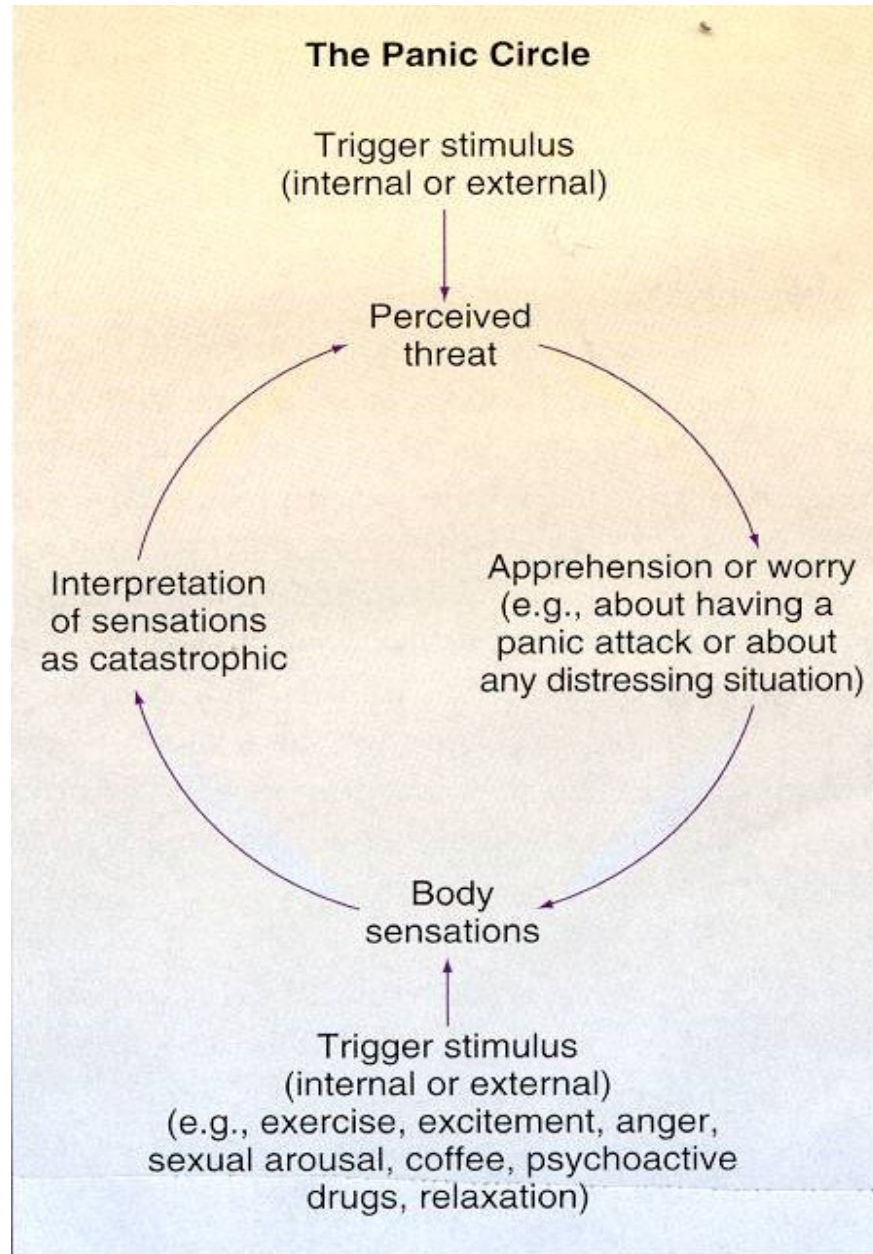 The Panic Circle
Trigger stimulus
(internal or external)
Perceived
threat
Apprehension or worry
(e.g., about having a
panic attack or about
any distressing situation)
Body
sensations
Interpretation
of sensations
as catastrophic
Trigger stimulus
(internal or external)
(e.g., exercise, excitement, anger,
sexual arousal, coffee, psychoactive
drugs, relaxation)